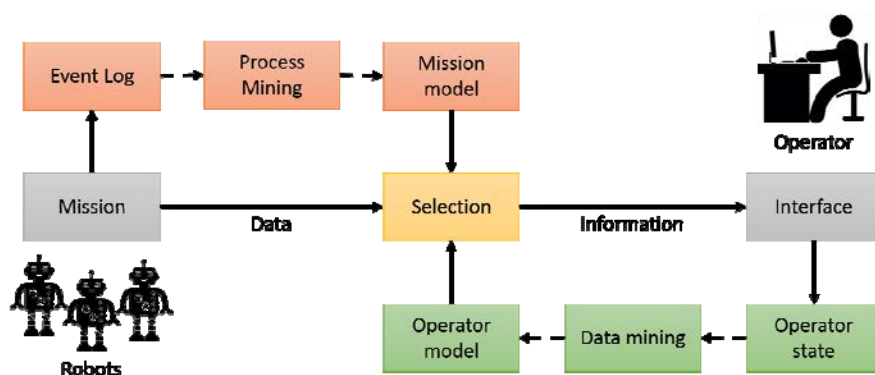 Event Log
Process
Mining
Mission
model
Operator
Mission
Data
Selection
Information
Interface
Robots
Operator
model
Data mining
Operator
state